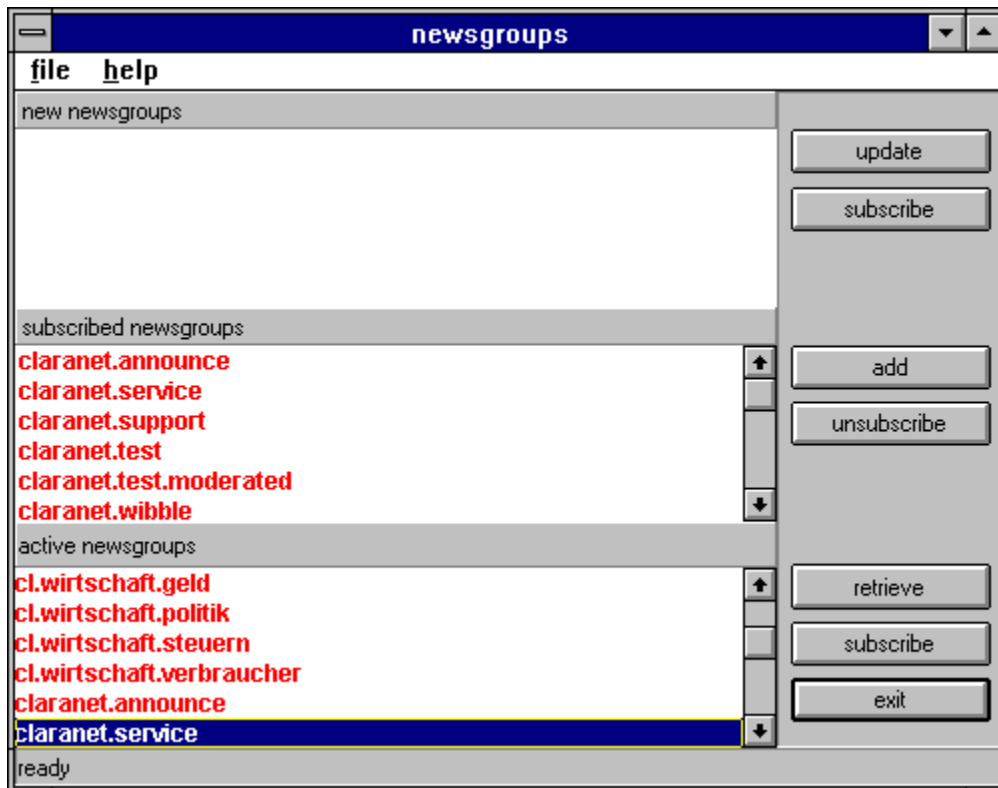 newsgroups
file help
new newsgroups
update
subscribe
subscribed newsgroups
claranet.announce
claranet.service
claranet.support
claranet.test
claranet.test.moderated
claranet.wibble
add
unsubscribe
active newsgroups
cl.wirtschaft.geld
cl.wirtschaft.politik
cl.wirtschaft.steuern
cl.wirtschaft.verbraucher
claranet.announce
claranet.service
retrieve
subscribe
exit
ready